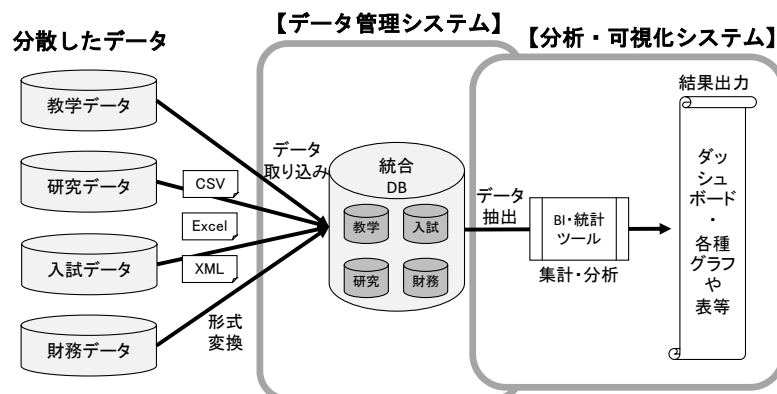 【データ管理システム】
【分析・可視化システム】
分散したデータ
教学データ
研究データ
入試データ
財務データ
CSV
Excel
XML
データ
取り込み
形式
変換
統合
DB
教学
入試
研究
財務
データ
抽出
BI・統計
ツール
集計・分析
結果出力
ダッ
シュ
ボード
・
各種
グラフ
や
表等